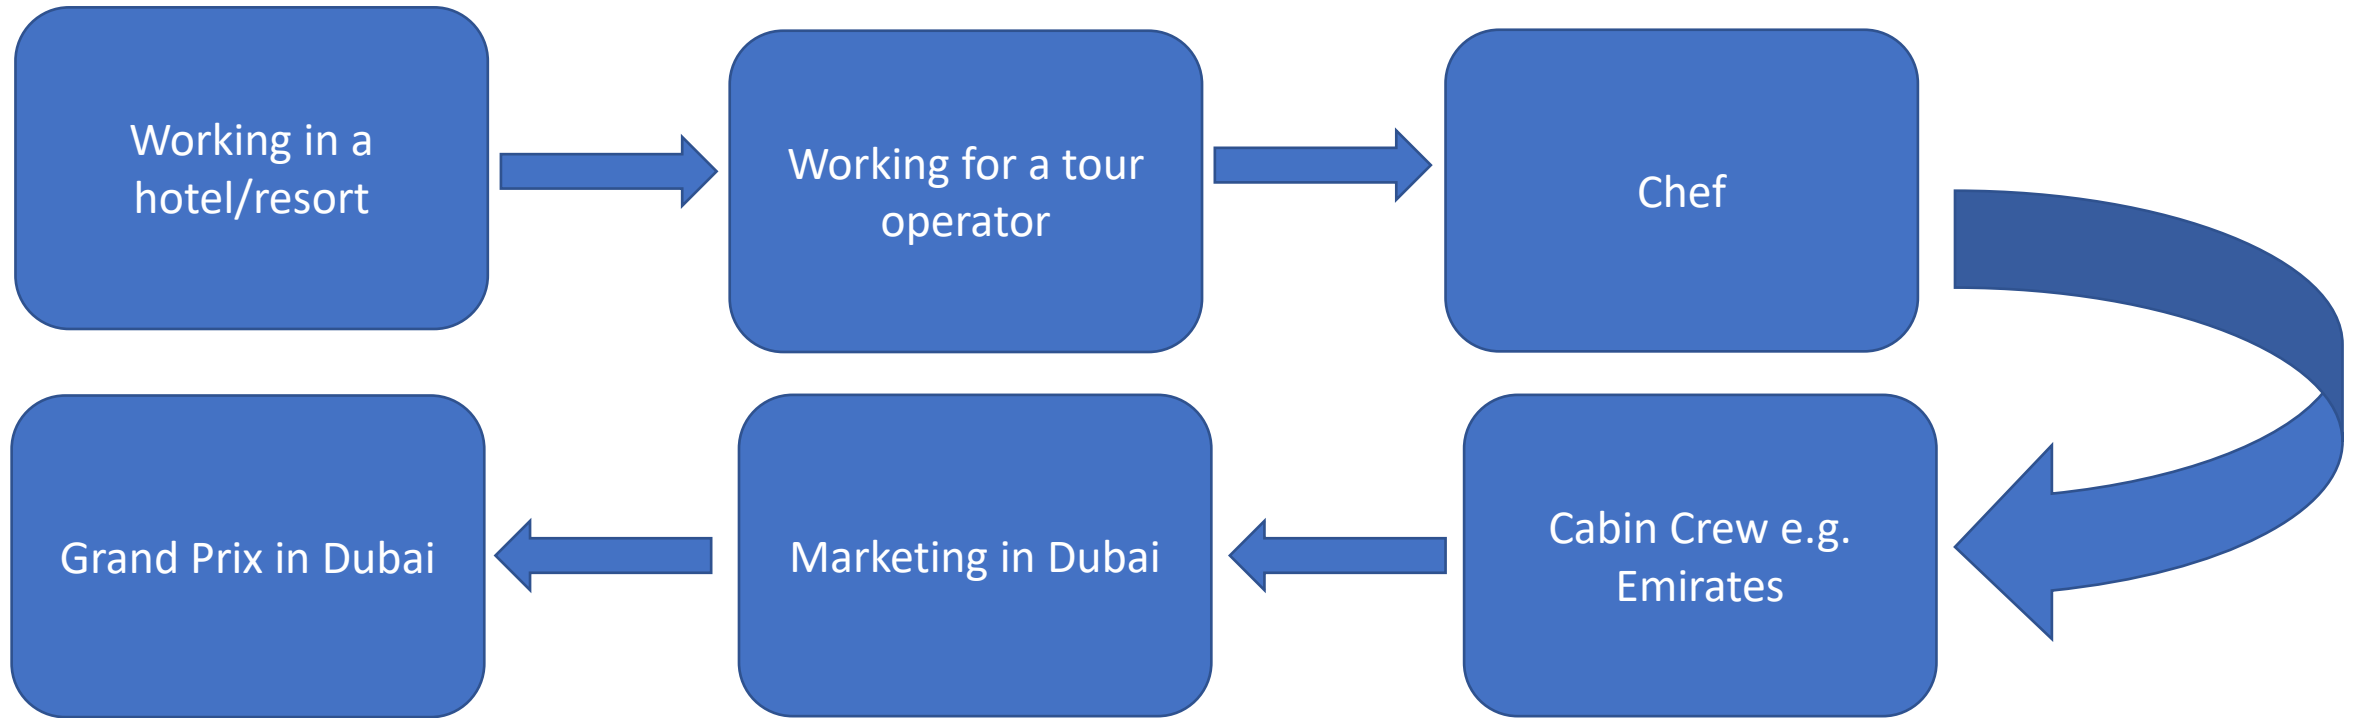 Working in a
hotel/resort
Working for a tour
operator
Chef
Cabin Crew e.g.
Emirates
Marketing in Dubai
Grand Prix in Dubai